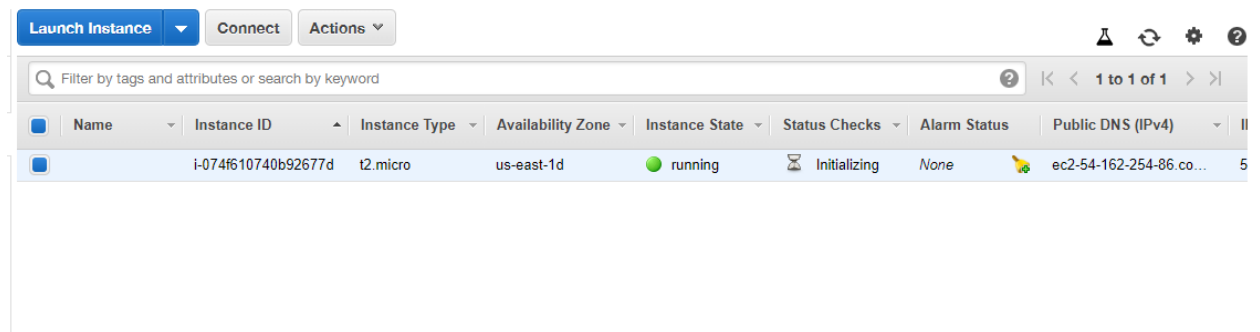 Launch Instance Connect Actions
Filter by tags and attributes or search by keyword 1 to 1 of 1
Name Instance ID Instance Type Availability Zone Instance State Status Checks Alarm Status Public DNS (IPv4)
i-074f610740b92677d t2.micro us-east-1d running Initializing None ec2-54-162-254-86.co... 5